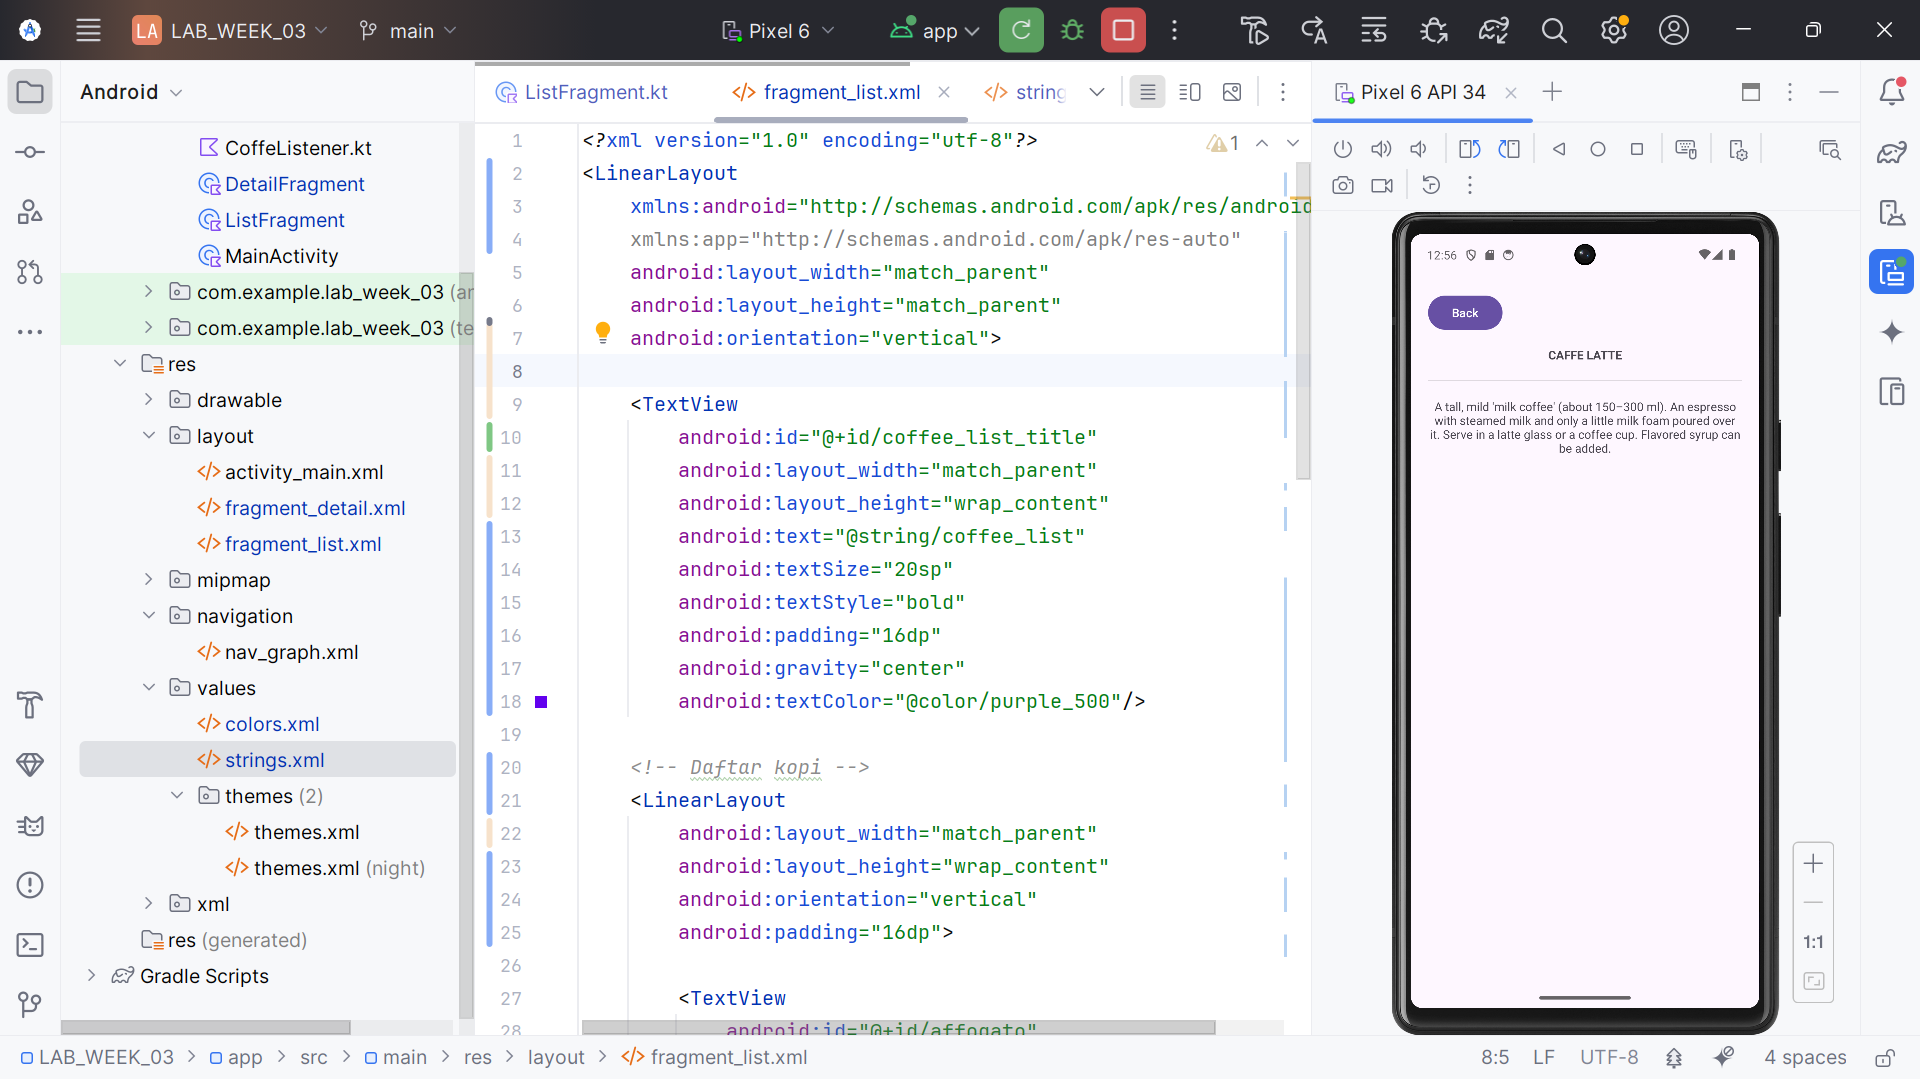 LA LAB_WEEK_03
main
Pixel 6
app
Android
ListFragment.kt
fragment_list.xml
string
Pixel 6 API 34
CoffeListener.kt
DetailFragment
ListFragment
MainActivity
com.example.lab_week_03 (an
com.example.lab_week_03 (te
res
drawable
layout
activity_main.xml
fragment_detail.xml
fragment_list.xml
mipmap
navigation
nav_graph.xml
values
colors.xml
strings.xml
themes (2)
themes.xml
themes.xml (night)
xml
res (generated)
Gradle Scripts
1
1 <?xml version="1.0" encoding="utf-8"?>
2 <LinearLayout
3 xmlns:android="http://schemas.android.com/apk/res/android
4 xmlns:app="http://schemas.android.com/apk/res-auto"
5 android:layout_width="match_parent"
6 android:layout_height="match_parent"
7 android:orientation="vertical">
8
9 <TextView
10 android:id="@+id/coffee_list_title"
11 android:layout_width="match_parent"
12 android:layout_height="wrap_content"
13 android:text="@string/coffee_list"
14 android:textSize="20sp"
15 android:textStyle="bold"
16 android:padding="16dp"
17 android:gravity="center"
18 android:textColor="@color/purple_500"/>
19
20 <!-- Daftar kopi -->
21 <LinearLayout
22 android:layout_width="match_parent"
23 android:layout_height="wrap_content"
24 android:orientation="vertical"
25 android:padding="16dp">
26
27 <TextView
28 android:id="@+id/affogato"
12:56
Back
CAFFE LATTE
A tall, mild 'milk coffee' (about 150-300 ml). An espresso
with steamed milk and only a little milk foam poured over
it. Serve in a latte glass or a coffee cup. Flavored syrup can
be added.
1:1
LAB_WEEK_03 > app > src > main > res > layout > fragment_list.xml
8:5 LF UTF-8 4 spaces